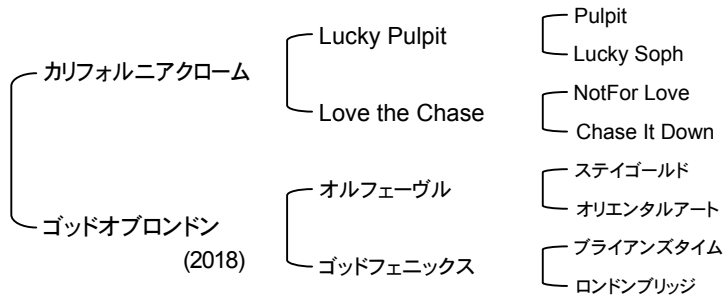 カリフォルニアクローム
ゴッドオブロンドン
(2018)
Lucky Pulpit
Love the Chase
オルフェーヴル
ゴッドフェニックス
Pulpit
Lucky Soph
NotFor Love
Chase It Down
ステイゴールド
オリエンタルアート
ブライアンズタイム
ロンドンブリッジ